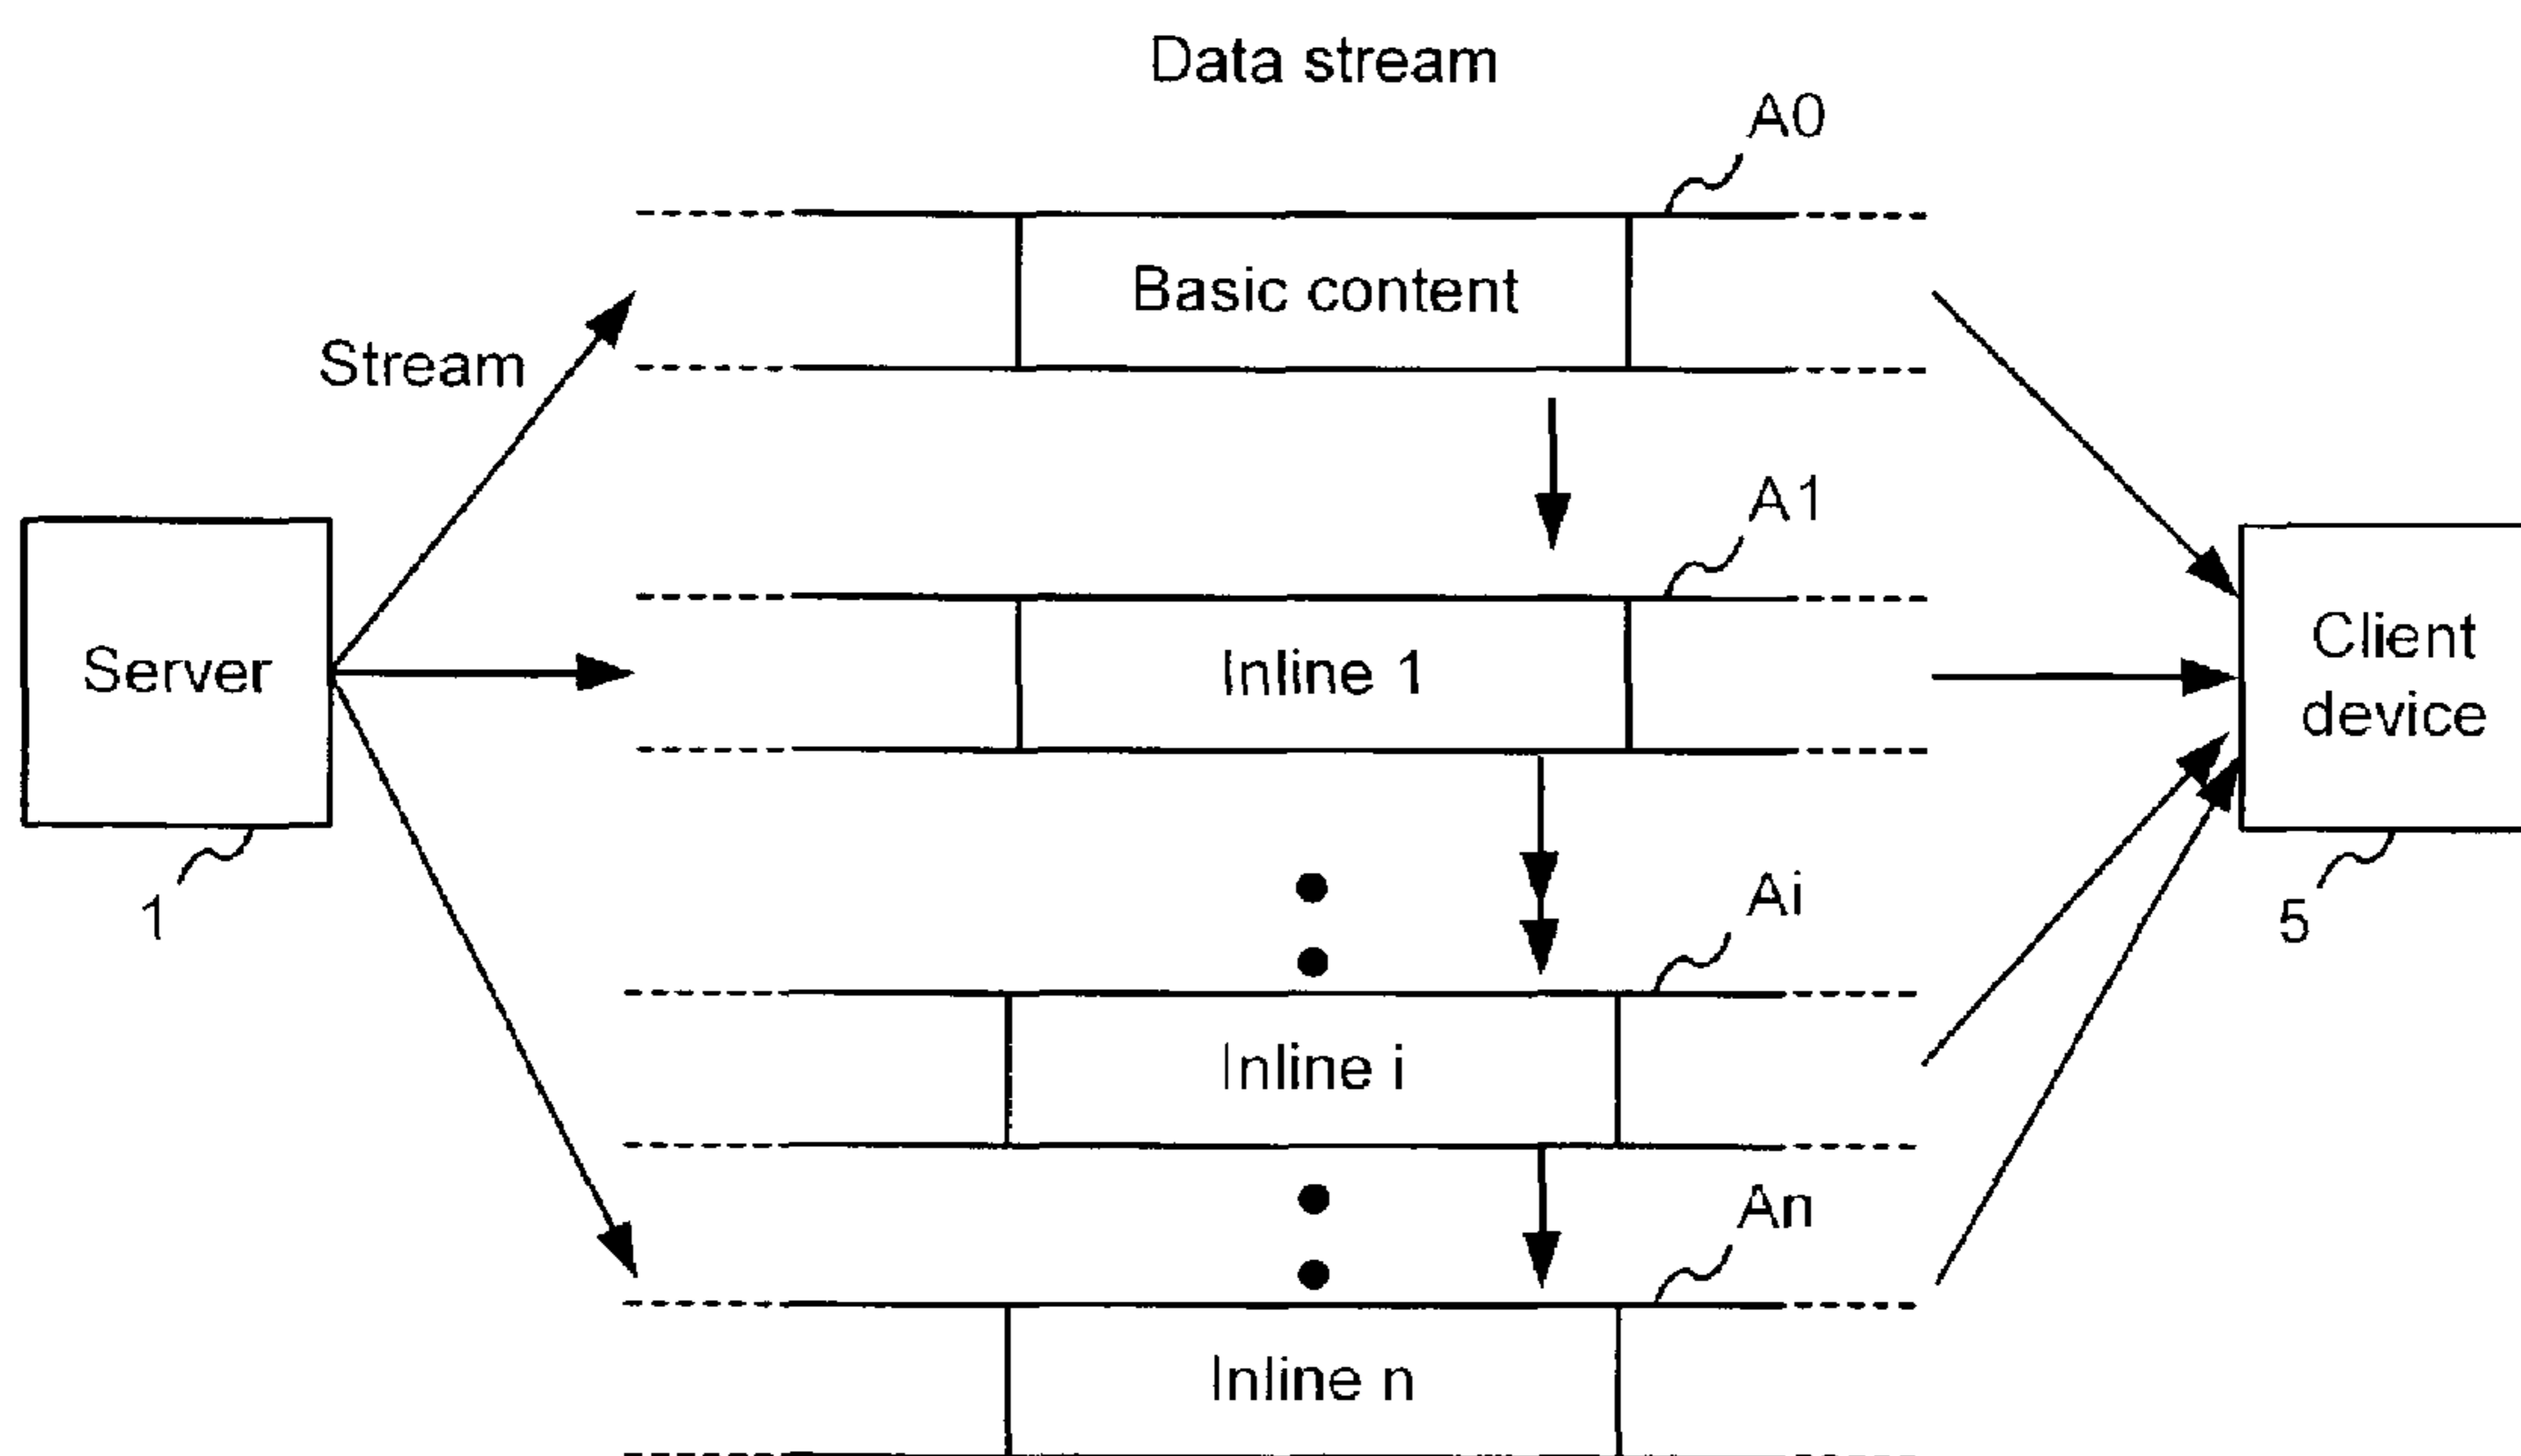 Data stream
A0
Basic content
Stream
A1
Server
Inline 1
Client
device
1
Ai
5
Inline i
An
Inline n